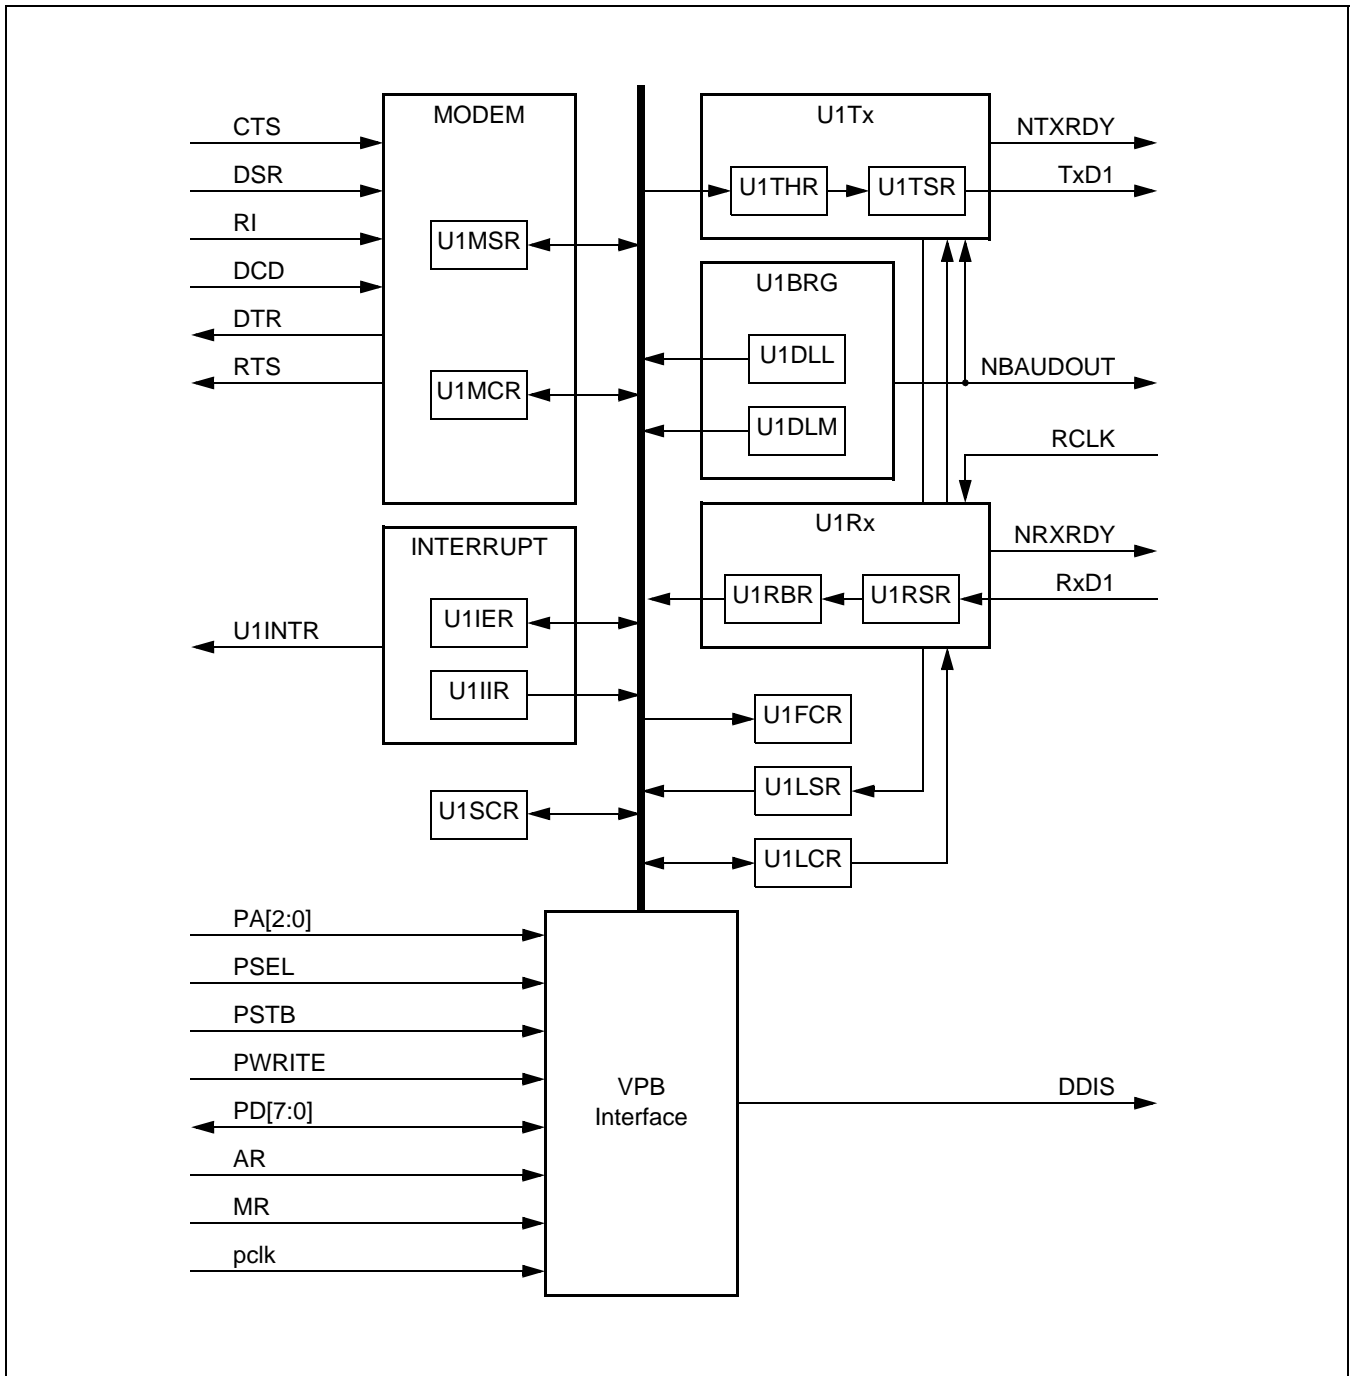 MODEM
U1Tx
CTS
NTXRDY
DSR
U1THR
U1TSR
TxD1
RI
U1MSR
DCD
U1BRG
DTR
U1DLL
RTS
U1MCR
NBAUDOUT
U1DLM
RCLK
U1Rx
INTERRUPT
NRXRDY
U1RBR
U1RSR
RxD1
U1IER
U1INTR
U1IIR
U1FCR
U1LSR
U1SCR
U1LCR
PA[2:0]
PSEL
PSTB
PWRITE
PD[7:0]
AR
MR
pclk
VPB
Interface
DDIS